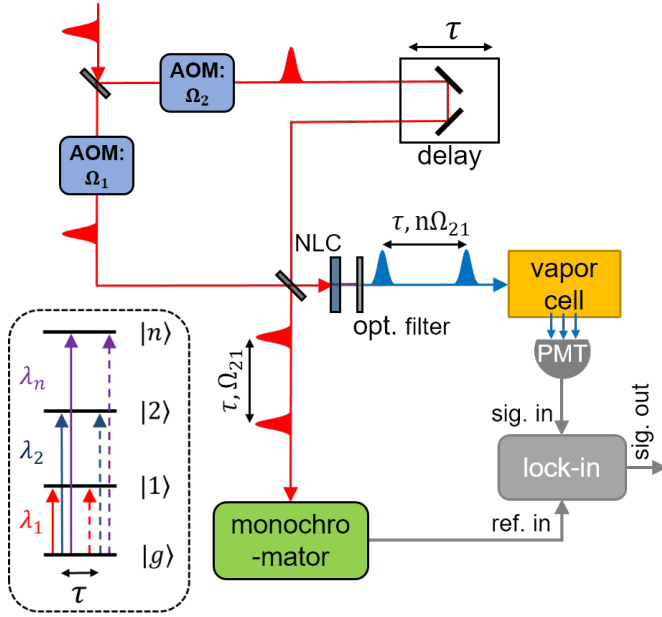 AOM:
Ω₂
τ
delay
AOM:
Ω₁
NLC
τ, nΩ₂₁
vapor
cell
opt. filter
PMT
τ, Ω₂₁
sig. in
sig. out
lock-in
ref. in
monochro
-mator
|n⟩
λₙ
|2⟩
λ₂
|1⟩
λ₁
|g⟩
τ